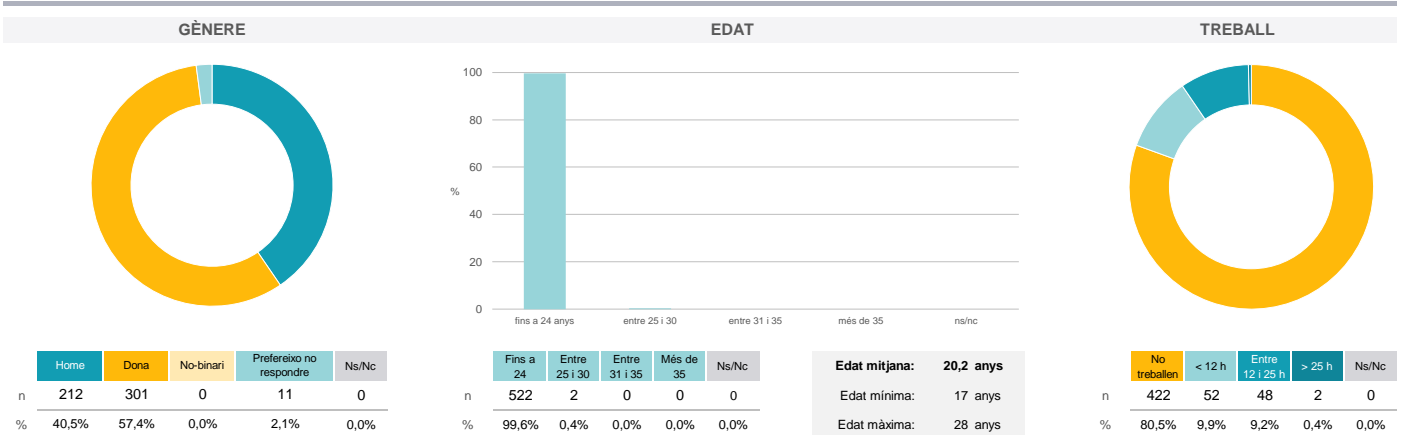 GÈNERE
EDAT
TREBALL
100
80
60
%
40
20
0
fins a 24 anys entre 25 i 30 entre 31 i 35 més de 35 ns/nc
Home Dona No-binari Prefereixo no respondre Ns/Nc
n 212 301 0 11 0
% 40,5% 57,4% 0,0% 2,1% 0,0%
Fins a 24 Entre 25 i 30 Entre 31 i 35 Més de 35 Ns/Nc
n 522 2 0 0 0
% 99,6% 0,4% 0,0% 0,0% 0,0%
Edat mitjana: 20,2 anys
Edat mínima: 17 anys
Edat màxima: 28 anys
No treballen < 12 h Entre 12 i 25 h > 25 h Ns/Nc
n 422 52 48 2 0
% 80,5% 9,9% 9,2% 0,4% 0,0%